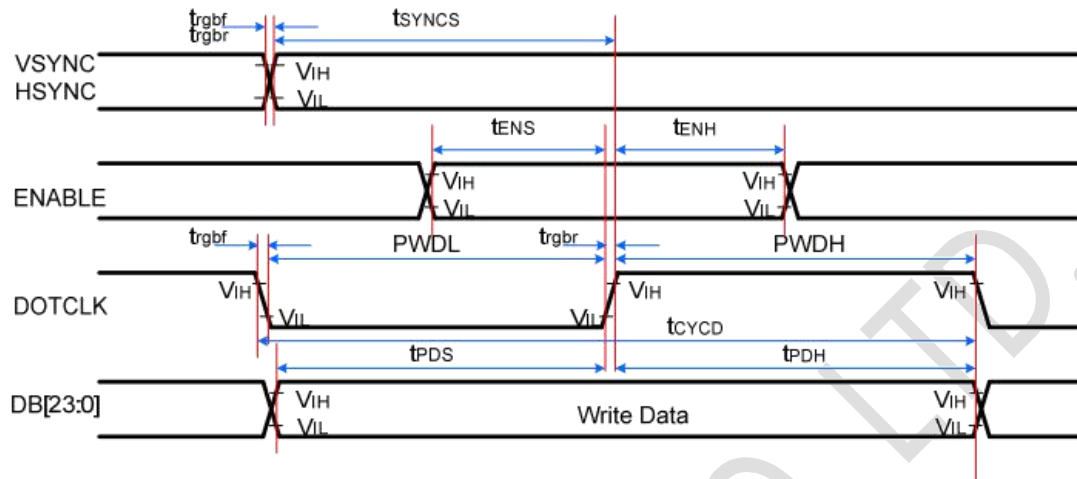 trgbf tSYNCS
trgbr
VSYNC VIH
HSYNC VIL
tENS tENH
ENABLE VIH VIH
VIL VIL
trgbf PWDL trgbr PWDH
DOTCLK VIH VIH VIH
VIL VIL
tCYCD
tPDS tPDH
DB[23:0] VIH Write Data VIH
VIL VIL
D LTD.